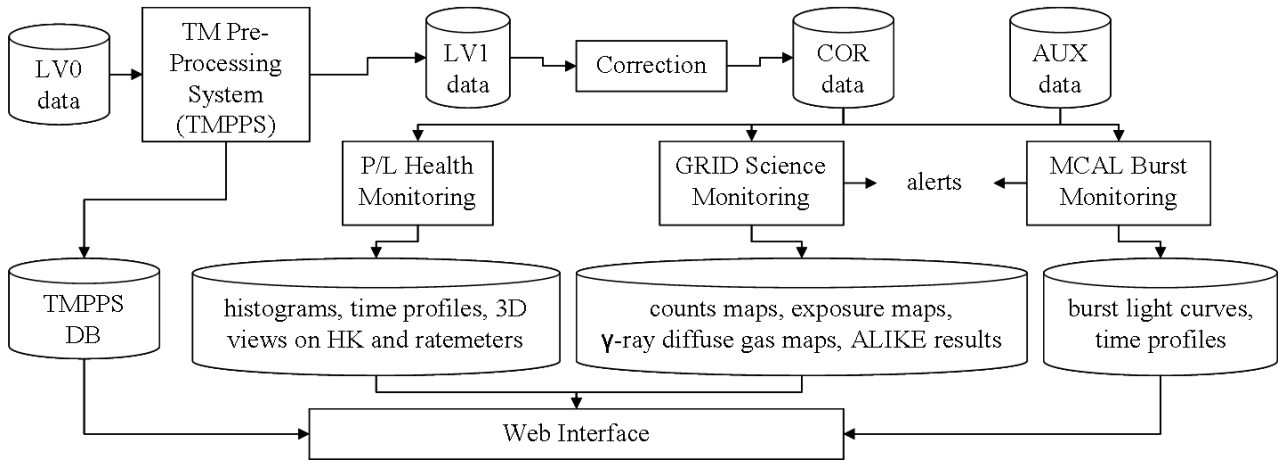 LV0
data
TM Pre-
Processing
System
(TMPPS)
LV1
data
Correction
COR
data
AUX
data
P/L Health
Monitoring
GRID Science
Monitoring
alerts
MCAL Burst
Monitoring
TMPPS
DB
histograms, time profiles, 3D
views on HK and ratemeters
counts maps, exposure maps,
γ-ray diffuse gas maps, ALIKE results
burst light curves,
time profiles
Web Interface